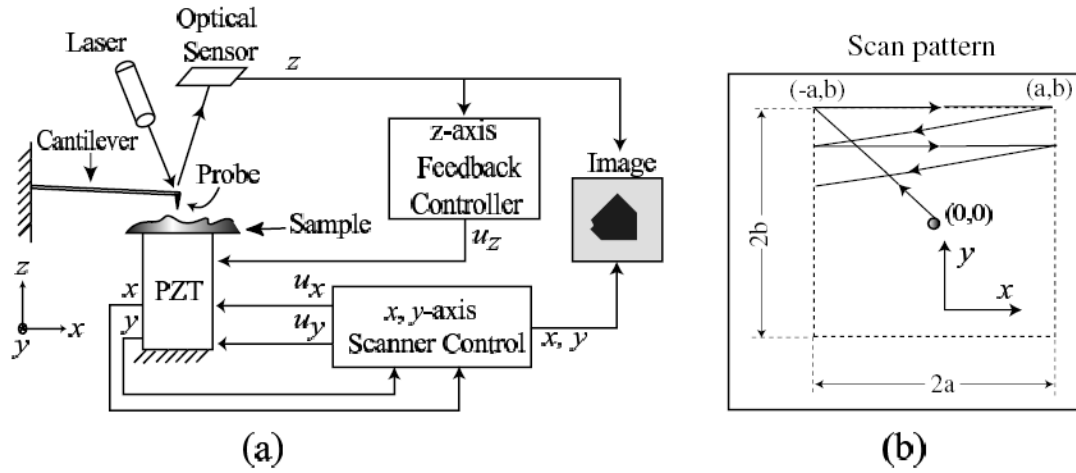 Laser
Optical
Sensor
z
Cantilever
Probe
Sample
z-axis
Feedback
Controller
Image
u_z
z
x
y
PZT
x
y
u_x
u_y
x, y-axis
Scanner Control
x, y
(a)
Scan pattern
(-a,b)
(a,b)
2b
(0,0)
y
x
2a
(b)